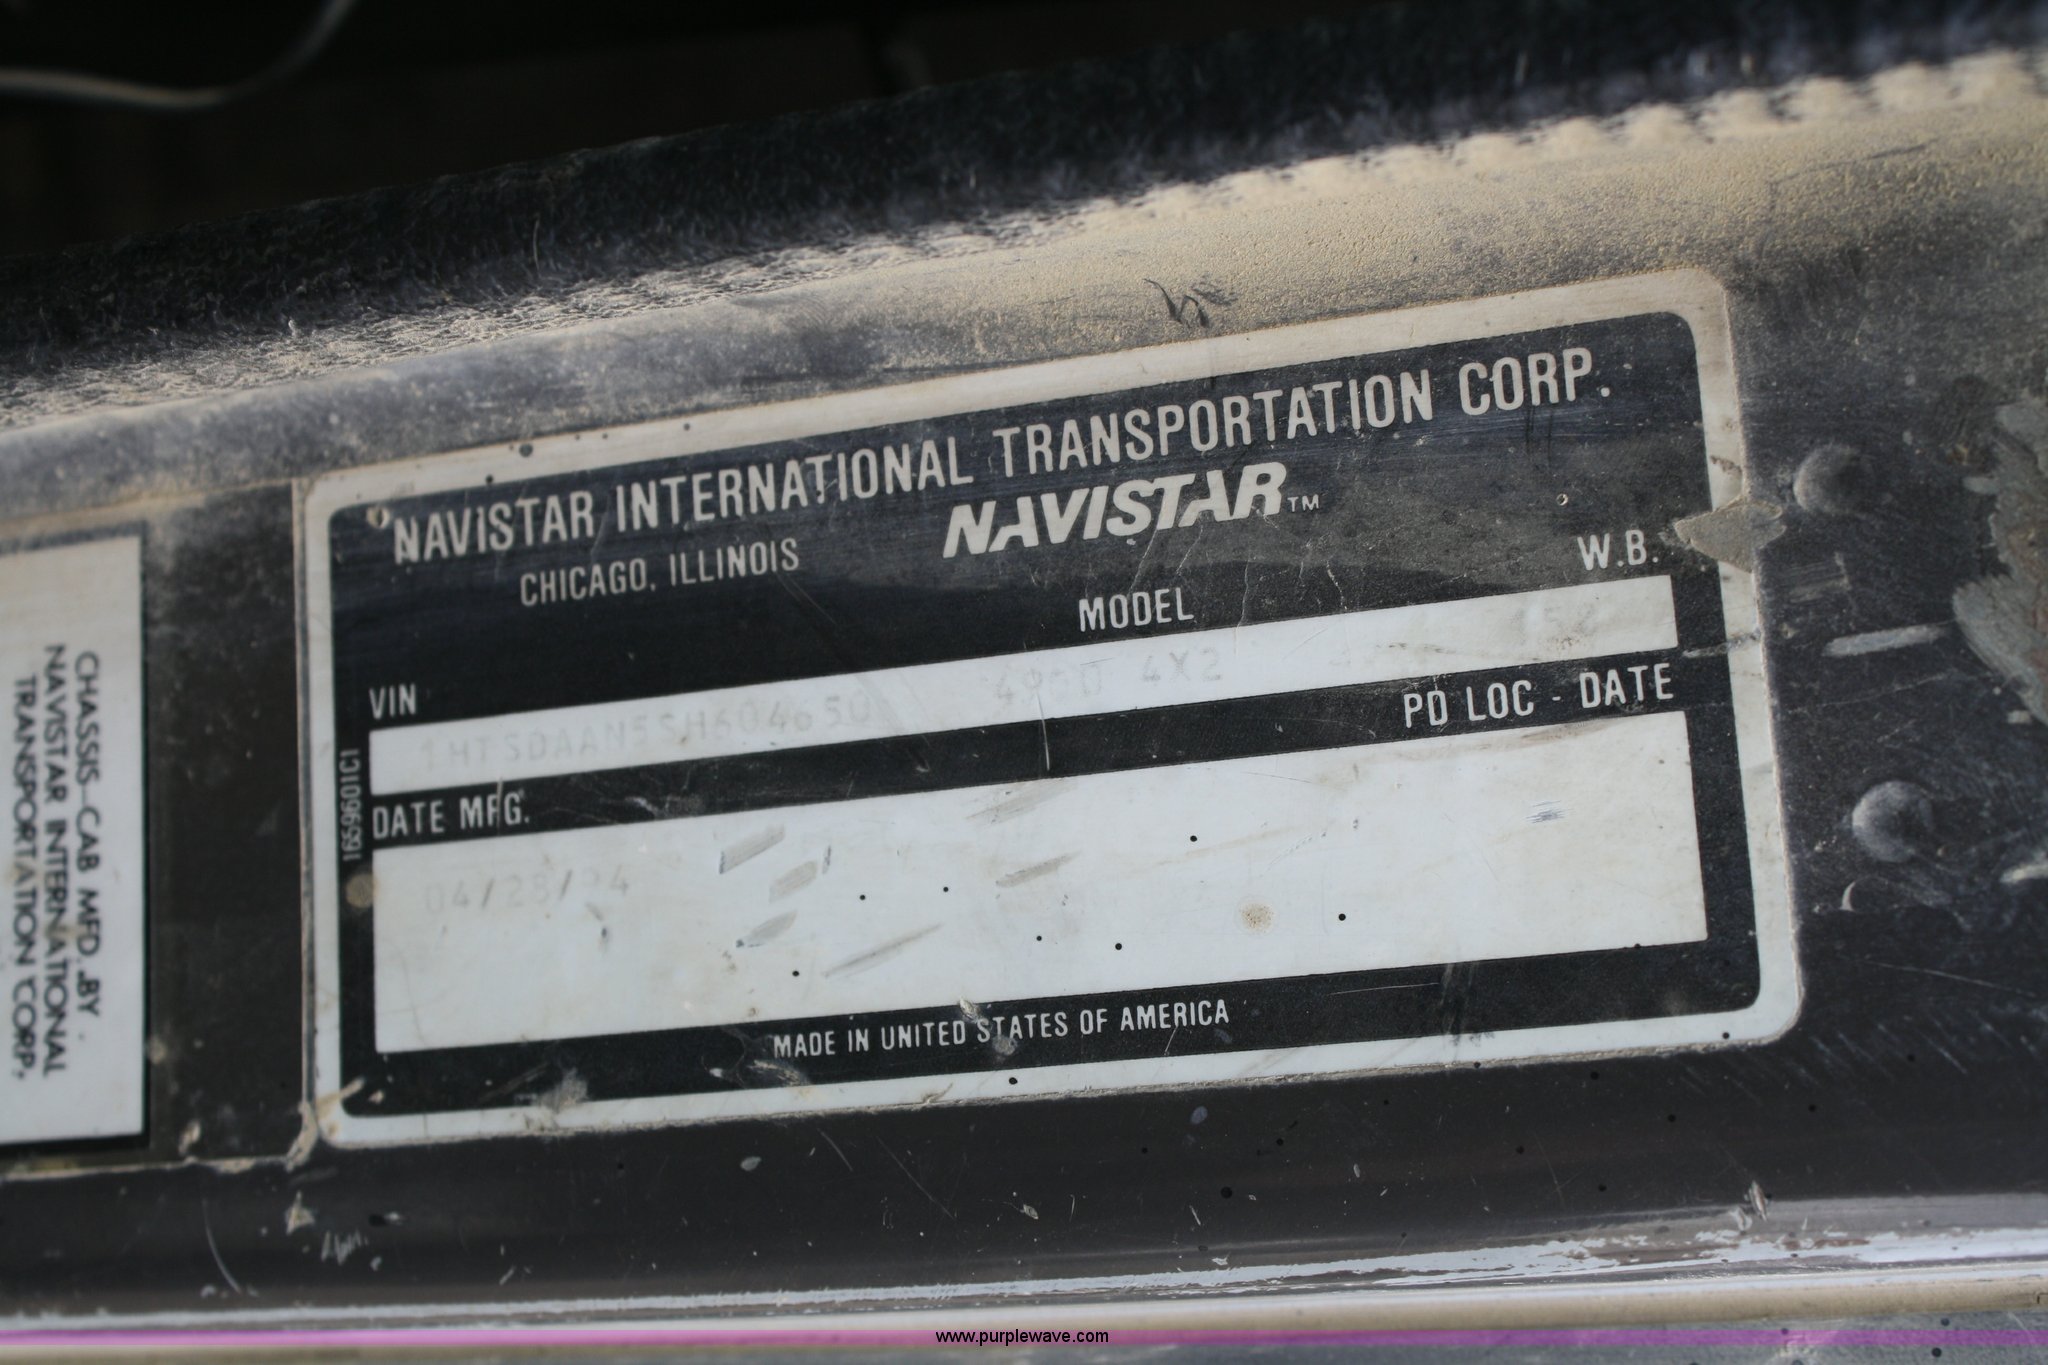 NAVISTAR INTERNATIONAL TRANSPORTATION CORP.
CHICAGO, ILLINOIS
NAVISTAR™
VIN
MODEL
W.B.
4X2
DATE MFG.
PD LOC - DATE
MADE IN UNITED STATES OF AMERICA
1659601C1
CHASSIS-CAB MFD. BY
NAVISTAR INTERNATIONAL
TRANSPORTATION CORP.
www.purplewave.com